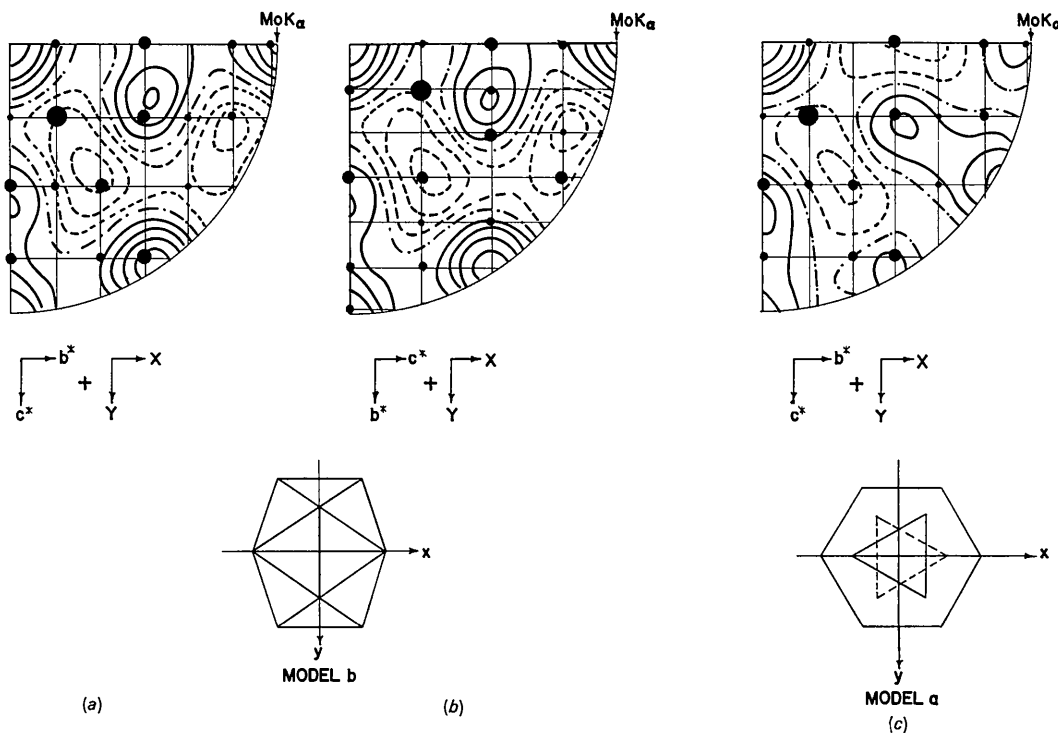 MoKα
MoKα
MoKα
b*
X
+
c*
Y
c*
X
+
b*
Y
b*
X
+
c*
Y
x
y
MODEL b
x
y
MODEL a
(a)
(b)
(c)